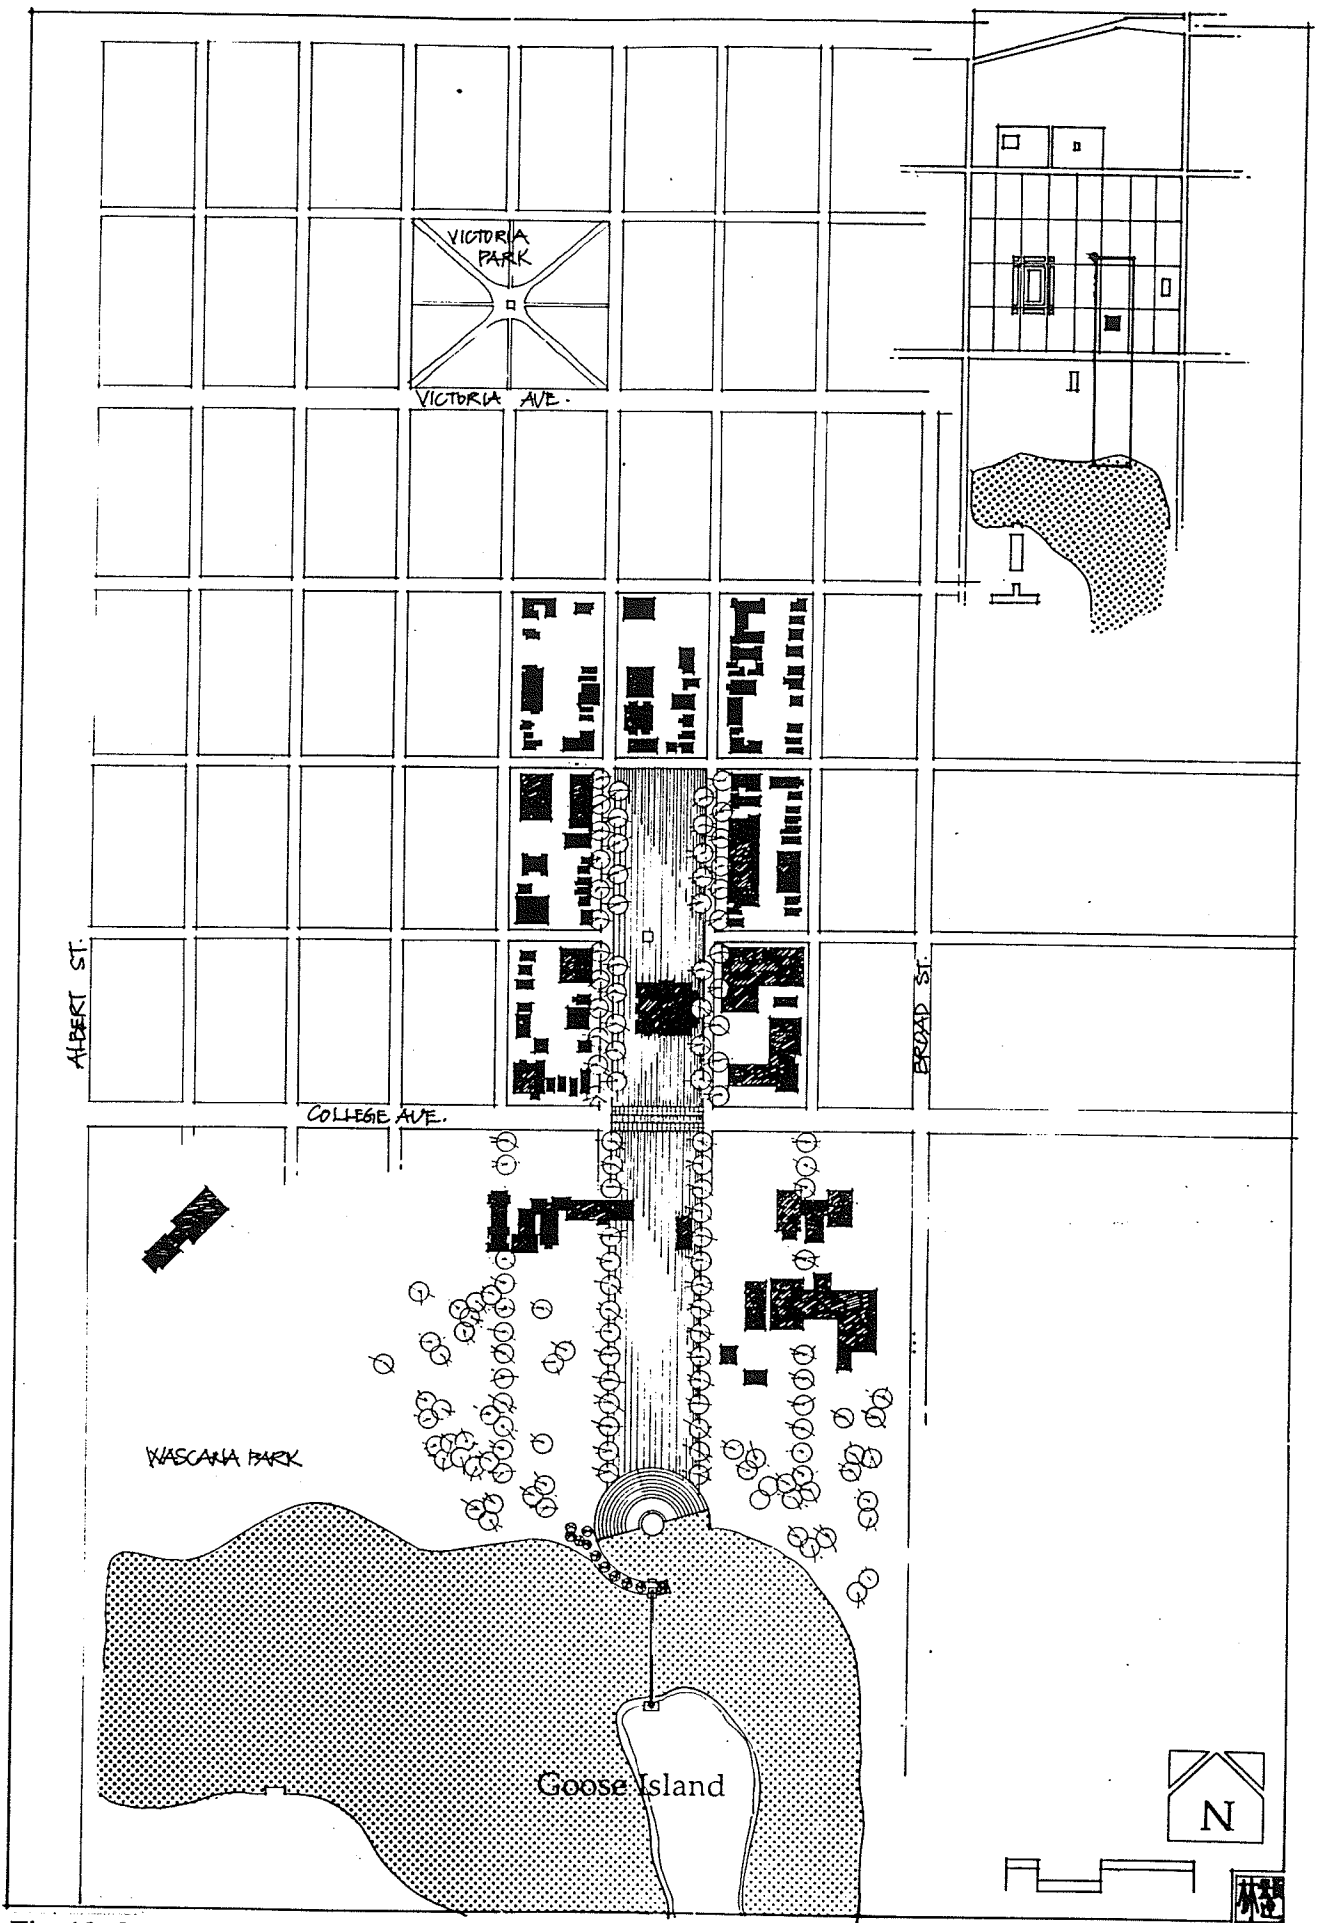 VICTORIA
PARK
VICTORIA AVE.
ALBERT ST.
BROAD ST.
COLLEGE AVE.
WASCANA PARK
Goose Island
N